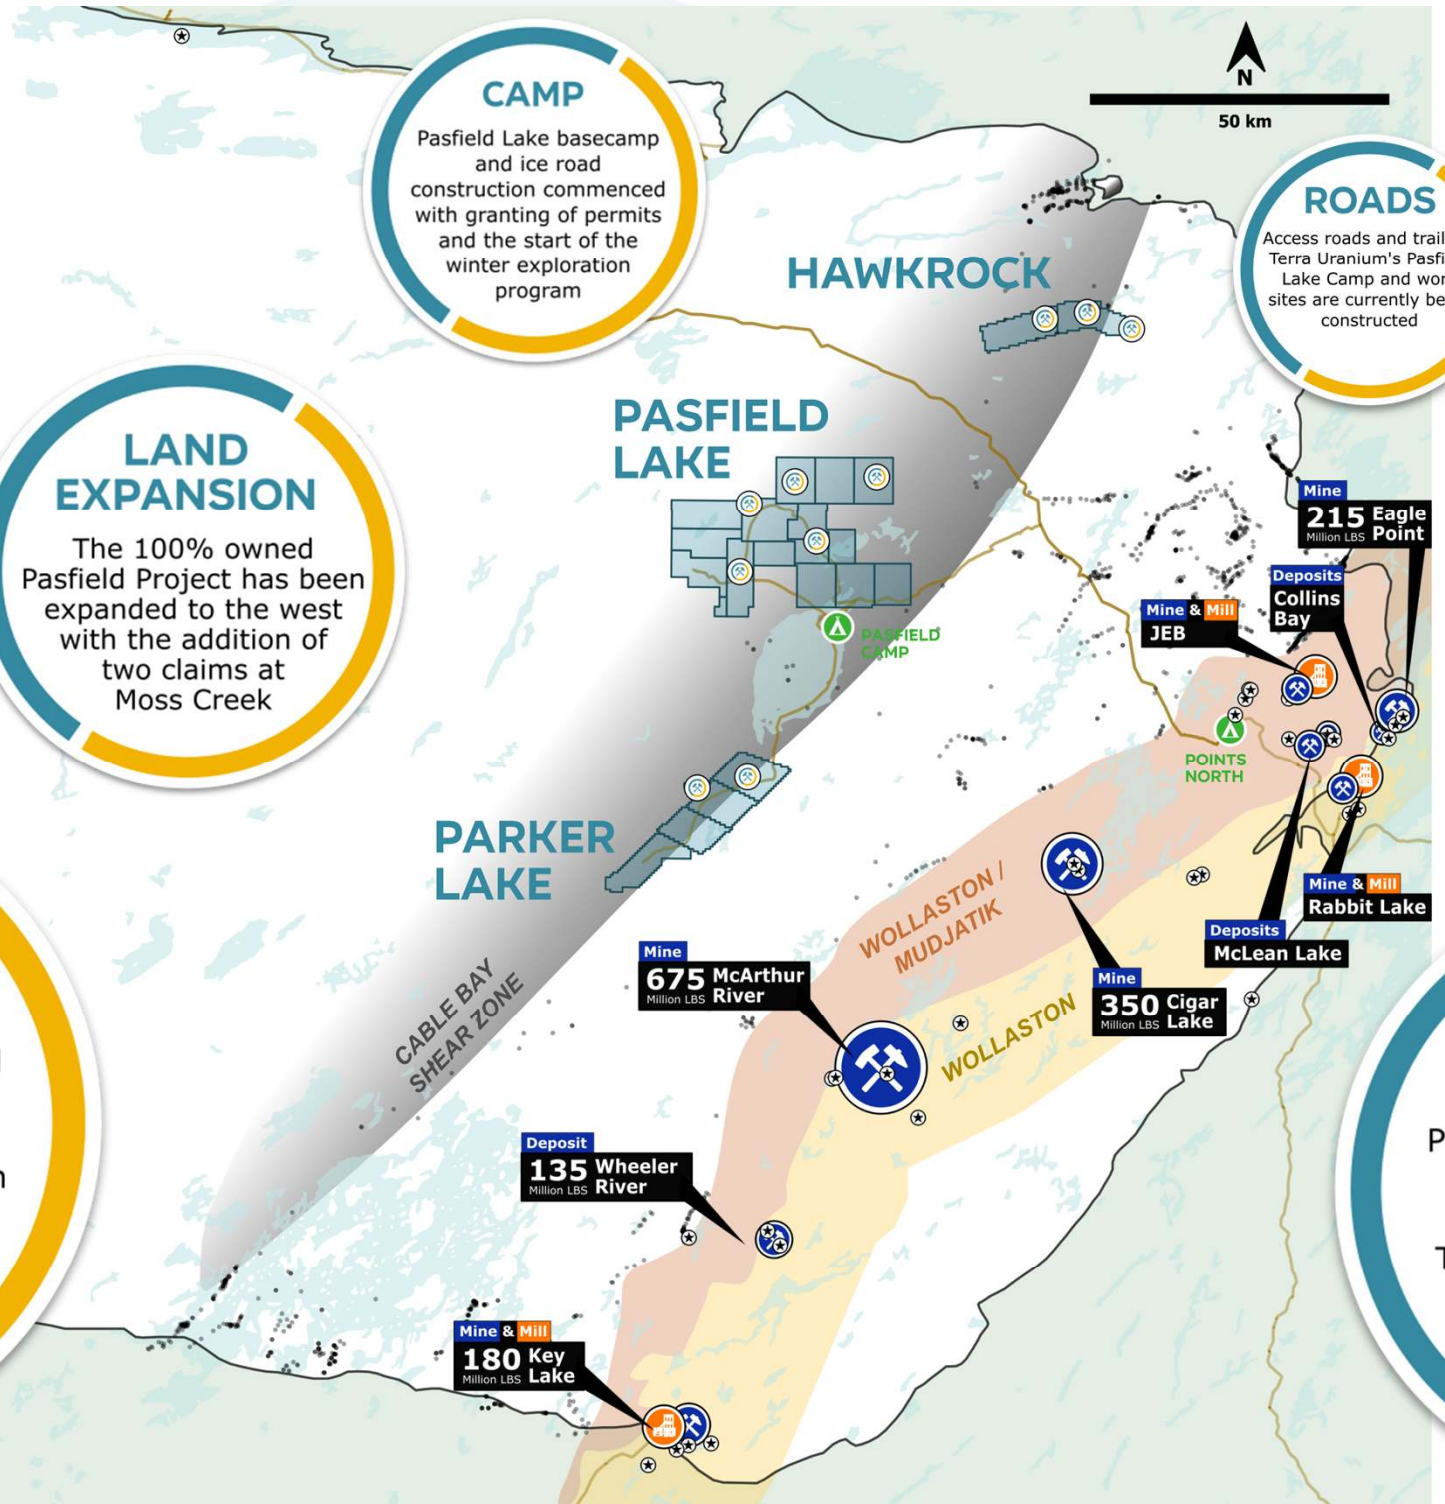 CAMP
Pasfield Lake basecamp
and ice road
construction commenced
with granting of permits
and the start of the
winter exploration
program
N
50 km
ROADS
Access roads and trail
Terra Uranium's Pasfi
Lake Camp and wor
sites are currently be
constructed
HAWKROCK
PASFIELD
LAKE
LAND
EXPANSION
The 100% owned
Pasfield Project has been
expanded to the west
with the addition of
two claims at
Moss Creek
Mine
215 Eagle
Million LBS Point
Deposits
Collins
Bay
Mine & Mill
JEB
PASFIELD
CAMP
POINTS
NORTH
PARKER
LAKE
Mine & Mill
Rabbit Lake
Deposits
McLean Lake
WOLLASTON /
MUDJATIK
Mine
675 McArthur
Million LBS River
Mine
350 Cigar
Million LBS Lake
WOLLASTON
CABLE BAY
SHEAR ZONE
Deposit
135 Wheeler
Million LBS River
Mine & Mill
180 Key
Million LBS Lake
P
T